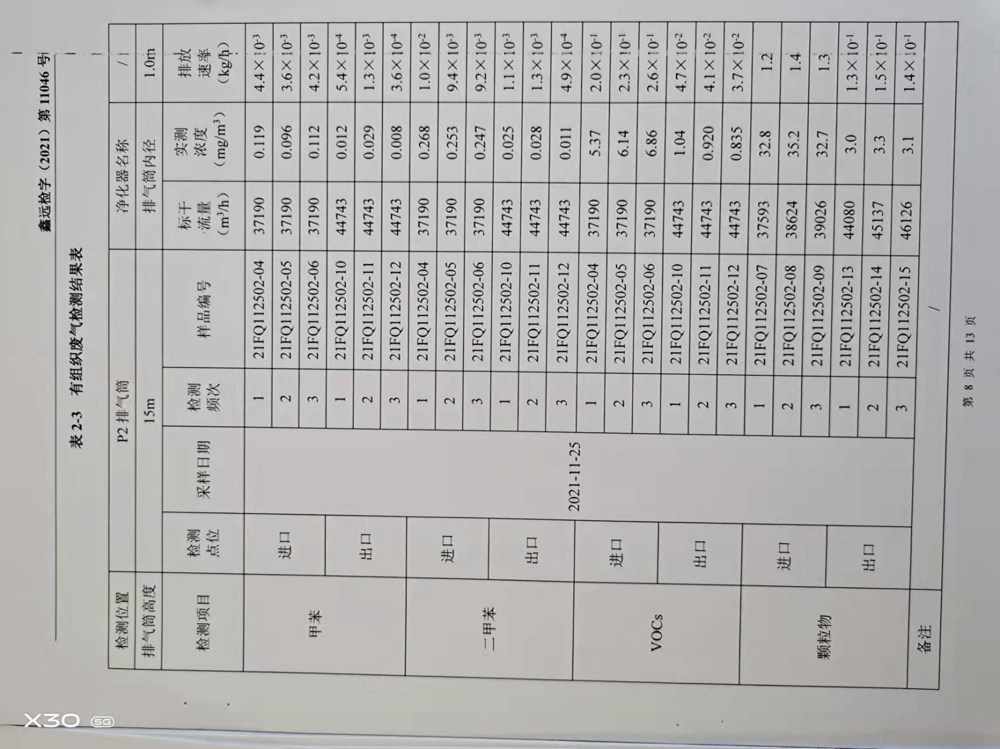 鑫远检字（2021）第 11046 号
表 2-3 有组织废气检测结果表
检测位置 P2 排气筒 净化器名称 /
排气筒高度 15m 排气筒内径 1.0m
检测项目 检测点位 采样日期 检测频次 样品编号 标干流量（m³/h） 实测浓度（mg/m³） 排放速率（kg/h）
甲苯 进口 2021-11-25 1 21FQ112502-04 37190 0.119 4.4×10⁻³
2 21FQ112502-05 37190 0.096 3.6×10⁻³
3 21FQ112502-06 37190 0.112 4.2×10⁻³
出口 1 21FQ112502-10 44743 0.012 5.4×10⁻⁴
2 21FQ112502-11 44743 0.029 1.3×10⁻³
3 21FQ112502-12 44743 0.008 3.6×10⁻⁴
二甲苯 进口 1 21FQ112502-04 37190 0.268 1.0×10⁻²
2 21FQ112502-05 37190 0.253 9.4×10⁻³
3 21FQ112502-06 37190 0.247 9.2×10⁻³
出口 1 21FQ112502-10 44743 0.025 1.1×10⁻³
2 21FQ112502-11 44743 0.028 1.3×10⁻³
3 21FQ112502-12 44743 0.011 4.9×10⁻⁴
VOCs 进口 1 21FQ112502-04 37190 5.37 2.0×10⁻¹
2 21FQ112502-05 37190 6.14 2.3×10⁻¹
3 21FQ112502-06 37190 6.86 2.6×10⁻¹
出口 1 21FQ112502-10 44743 1.04 4.7×10⁻²
2 21FQ112502-11 44743 0.920 4.1×10⁻²
3 21FQ112502-12 44743 0.835 3.7×10⁻²
颗粒物 进口 1 21FQ112502-07 37593 32.8 1.2
2 21FQ112502-08 38624 35.2 1.4
3 21FQ112502-09 39026 32.7 1.3
出口 1 21FQ112502-13 44080 3.0 1.3×10⁻¹
2 21FQ112502-14 45137 3.3 1.5×10⁻¹
3 21FQ112502-15 46126 3.1 1.4×10⁻¹
备注 /
第 8 页 共 13 页
X30 5G